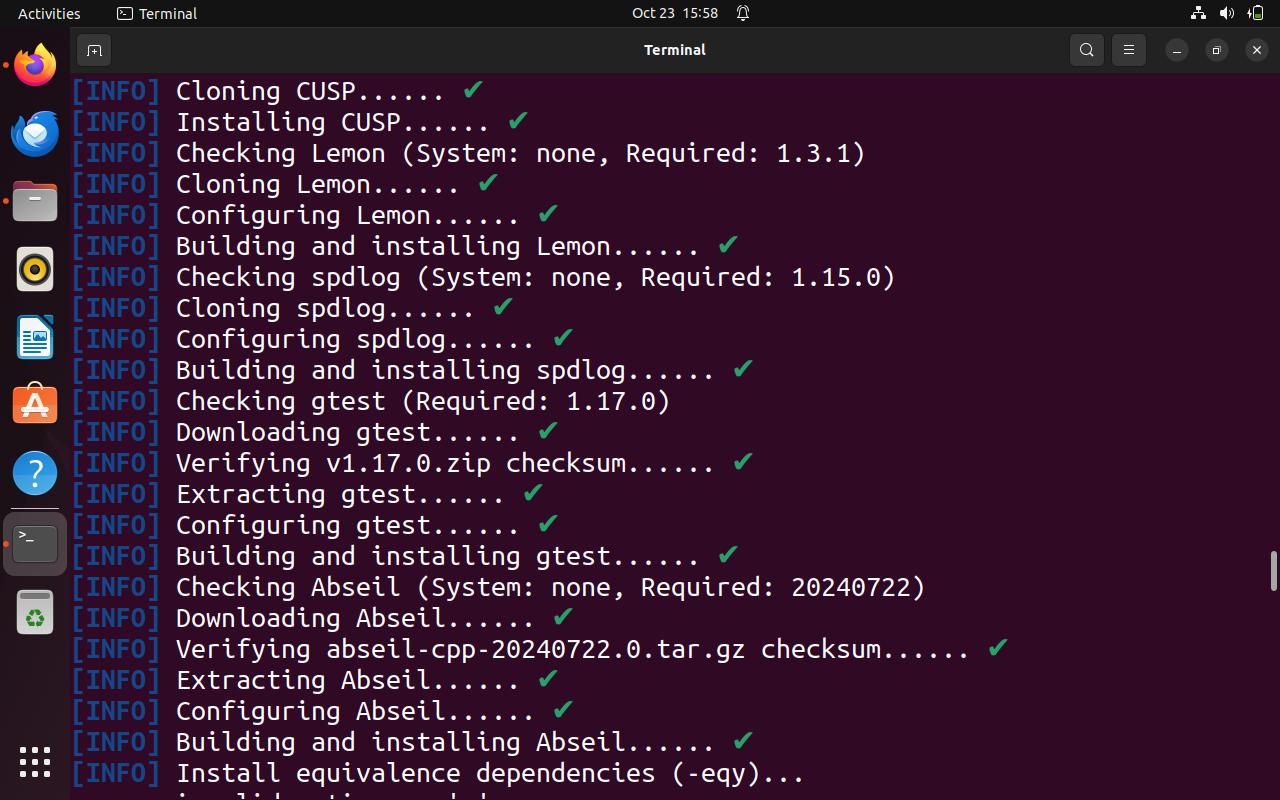 Activities
Terminal
Oct 23 15:58
Terminal
[INFO] Cloning CUSP...... ✔
[INFO] Installing CUSP...... ✔
[INFO] Checking Lemon (System: none, Required: 1.3.1)
[INFO] Cloning Lemon...... ✔
[INFO] Configuring Lemon...... ✔
[INFO] Building and installing Lemon...... ✔
[INFO] Checking spdlog (System: none, Required: 1.15.0)
[INFO] Cloning spdlog...... ✔
[INFO] Configuring spdlog...... ✔
[INFO] Building and installing spdlog...... ✔
[INFO] Checking gtest (Required: 1.17.0)
[INFO] Downloading gtest...... ✔
[INFO] Verifying v1.17.0.zip checksum...... ✔
[INFO] Extracting gtest...... ✔
[INFO] Configuring gtest...... ✔
[INFO] Building and installing gtest...... ✔
[INFO] Checking Abseil (System: none, Required: 20240722)
[INFO] Downloading Abseil...... ✔
[INFO] Verifying abseil-cpp-20240722.0.tar.gz checksum...... ✔
[INFO] Extracting Abseil...... ✔
[INFO] Configuring Abseil...... ✔
[INFO] Building and installing Abseil...... ✔
[INFO] Install equivalence dependencies (-eqy)...